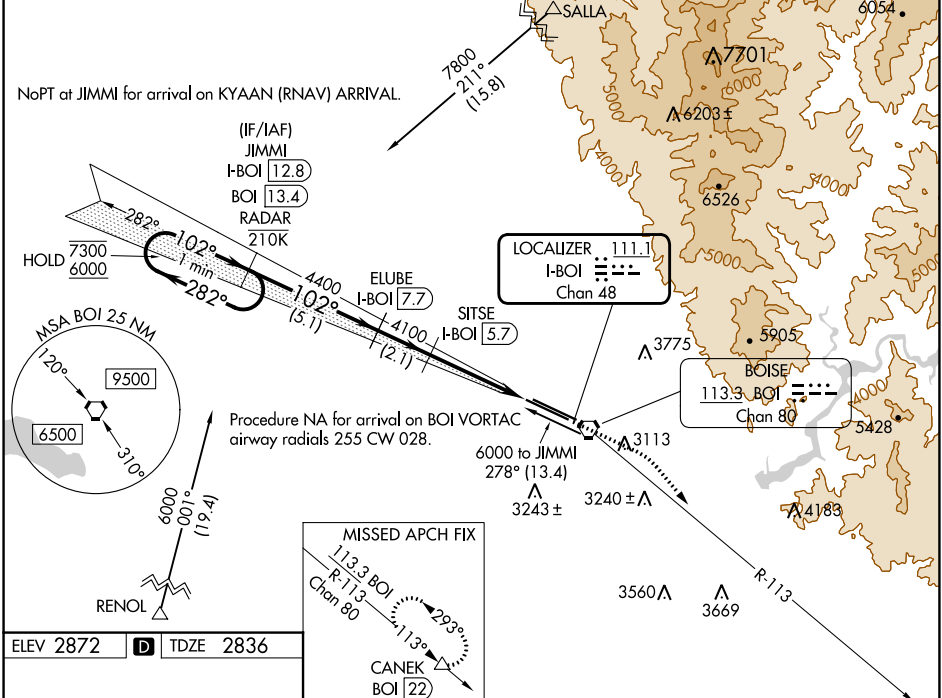 SALLA
6054
7701
6000
5000
6203±
7800
211°
(15.8)
NoPT at JIMMI for arrival on KYAAN (RNAV) ARRIVAL.
4000
4000
6526
(IF/IAF)
JIMMI
I-BOI 12.8
BOI 13.4
RADAR
210K
282°
102°
1 min
282°
HOLD 7300
6000
4400
102°
(5.1)
ELUBE
I-BOI 7.7
4100
(2.1)
SITSE
I-BOI 5.7
LOCALIZER 111.1
I-BOI
Chan 48
5000
5000
3775
5905
BOISE
113.3 BOI
Chan 80
4000
5428
MSA BOI 25 NM
120°
9500
6500
310°
Procedure NA for arrival on BOI VORTAC
airway radials 255 CW 028.
6000 to JIMMI
278° (13.4)
3113
3243±
3240±
4183
6000
001°
(19.4)
RENOL
MISSED APCH FIX
113.3 BOI
R-113
Chan 80
293°
113°
CANEK
BOI 22
3560
3669
R-113
ELEV 2872 D TDZE 2836